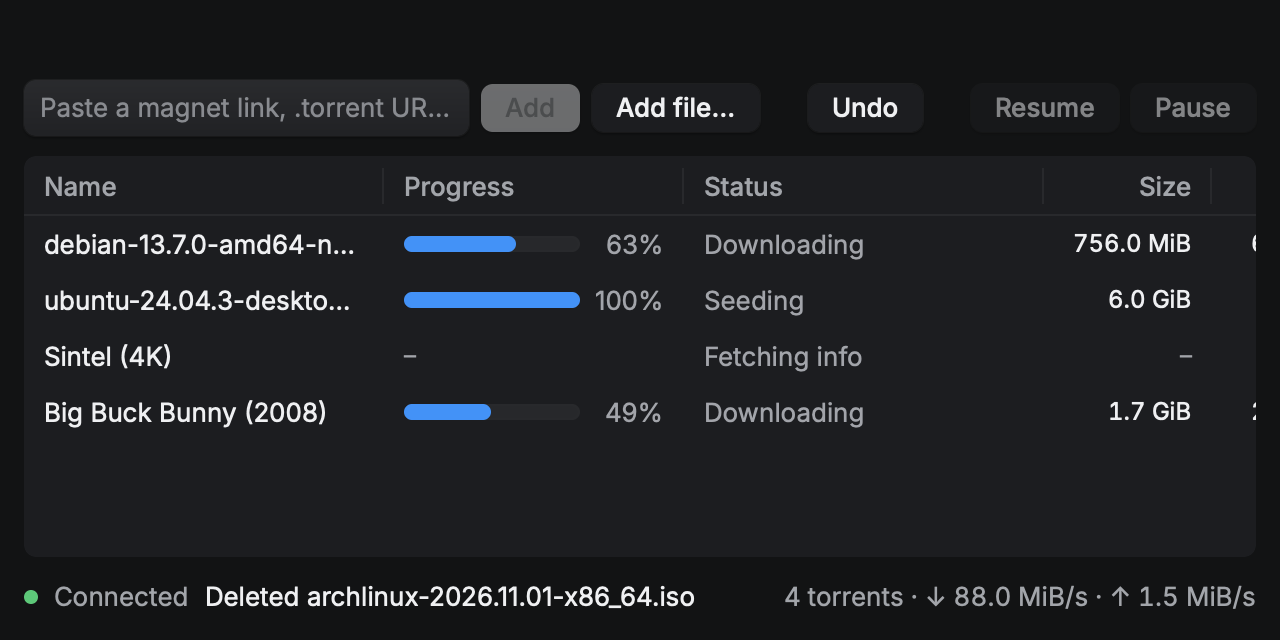 Paste a magnet link, .torrent UR... Add Add file... Undo Resume Pause
Name Progress Status Size
debian-13.7.0-amd64-n... 63% Downloading 756.0 MiB
ubuntu-24.04.3-deskto... 100% Seeding 6.0 GiB
Sintel (4K) – Fetching info –
Big Buck Bunny (2008) 49% Downloading 1.7 GiB
Connected Deleted archlinux-2026.11.01-x86_64.iso 4 torrents · ↓ 88.0 MiB/s · ↑ 1.5 MiB/s